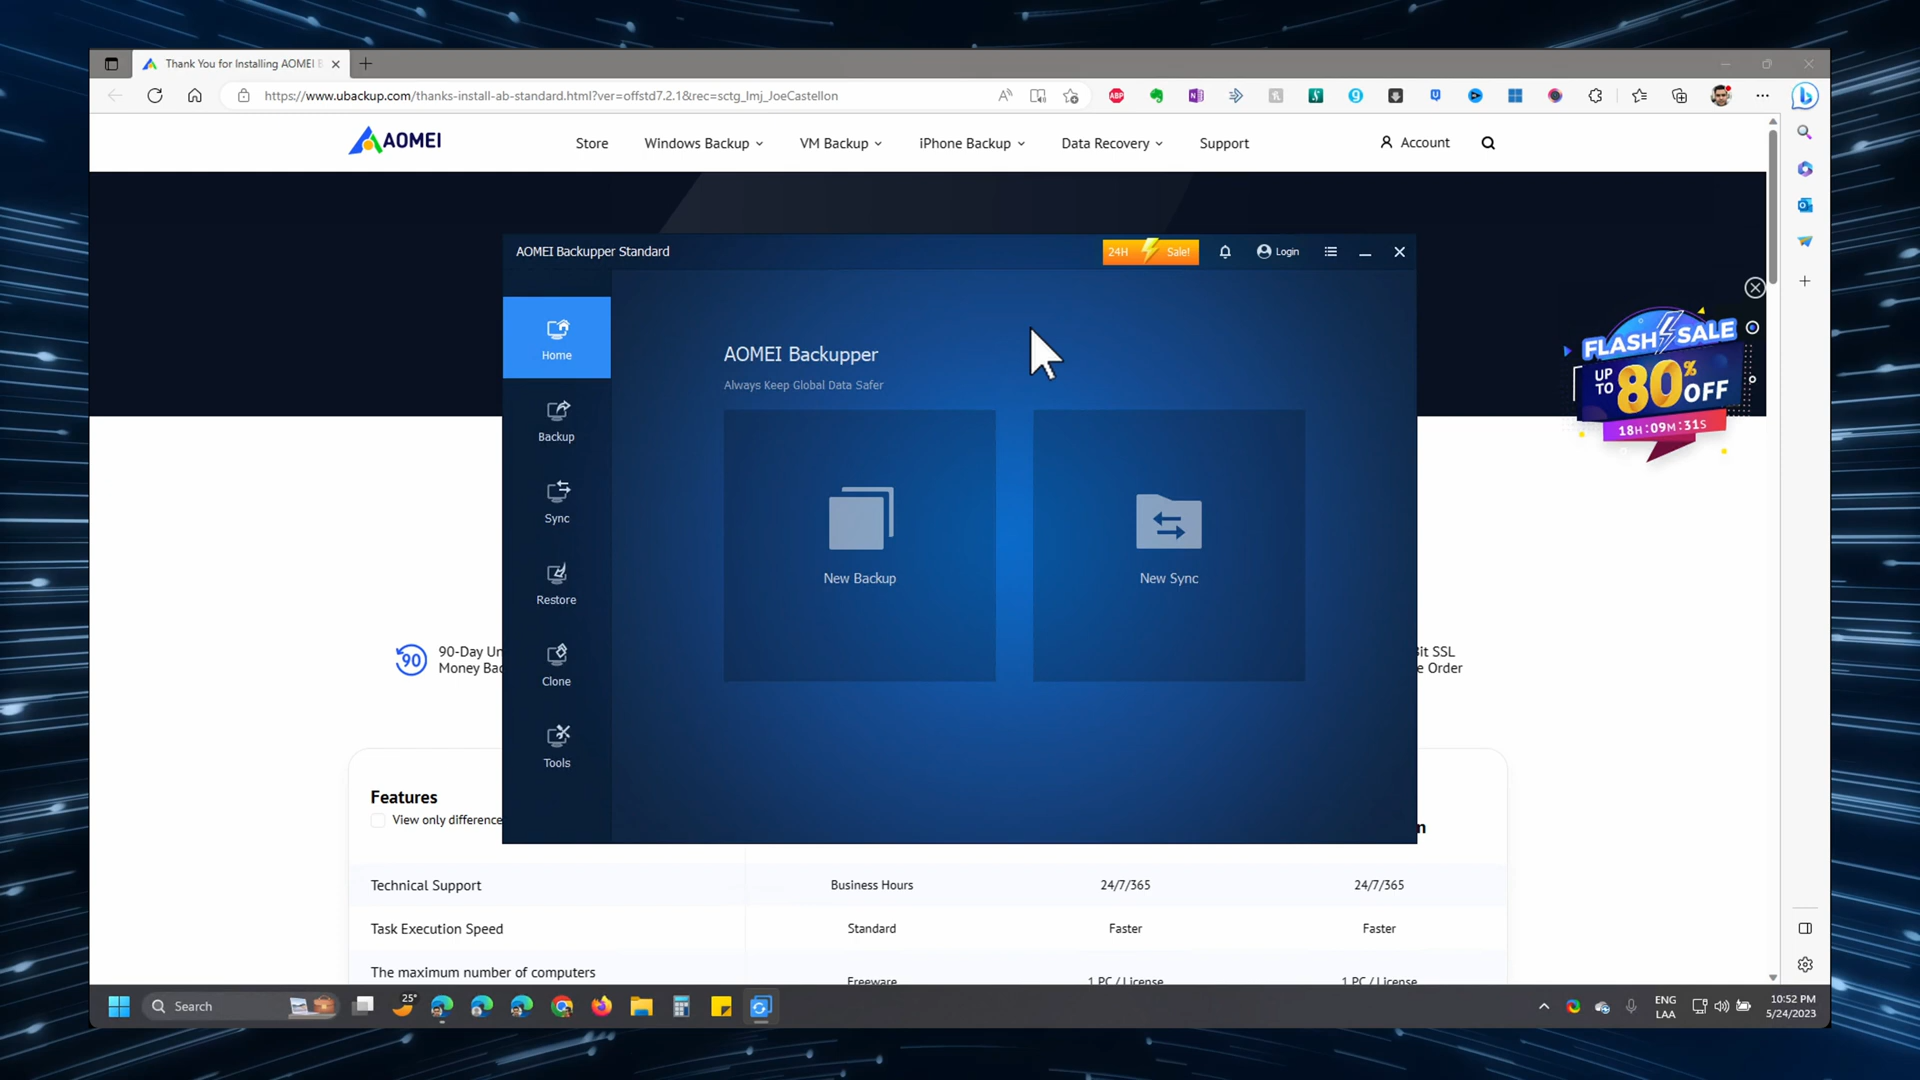 Thank You for Installing AOMEI B
https://www.ubackup.com/thanks-install-ab-standard.html?ver=offstd7.2.1&rec=sctg_lmj_JoeCastellon
AOMEI
Store
Windows Backup
VM Backup
iPhone Backup
Data Recovery
Support
Account
AOMEI Backupper Standard
24H
Sale!
Login
Home
Backup
Sync
Restore
Clone
Tools
AOMEI Backupper
Always Keep Global Data Safer
New Backup
New Sync
FLASH SALE
UP TO 80% OFF
18H:09M:31S
90
90-Day Un
Money Bac
Bit SSL
e Order
Features
View only difference
n
Technical Support
Business Hours
24/7/365
24/7/365
Task Execution Speed
Standard
Faster
Faster
The maximum number of computers
Freeware
1 PC / License
1 PC / License
Search
25°
ENG
LAA
10:52 PM
5/24/2023